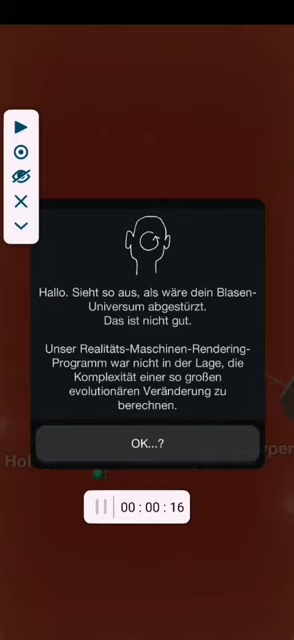 Hallo. Sieht so aus, als wäre dein Blasen-
Universum abgestürzt.
Das ist nicht gut.
Unser Realitäts-Maschinen-Rendering-
Programm war nicht in der Lage, die
Komplexität einer so großen
evolutionären Veränderung zu
berechnen.
OK...?
00 : 00 : 16